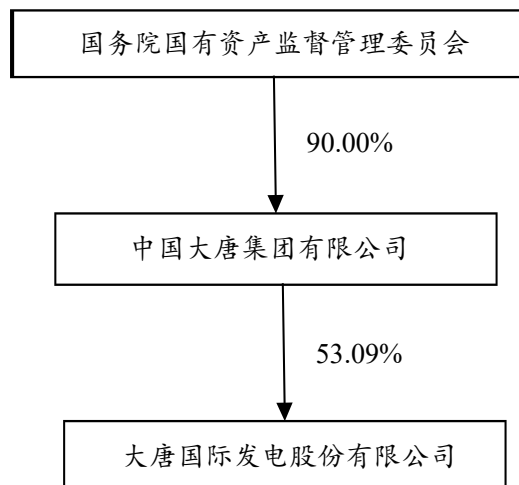 国务院国有资产监督管理委员会
90.00%
中国大唐集团有限公司
53.09%
大唐国际发电股份有限公司